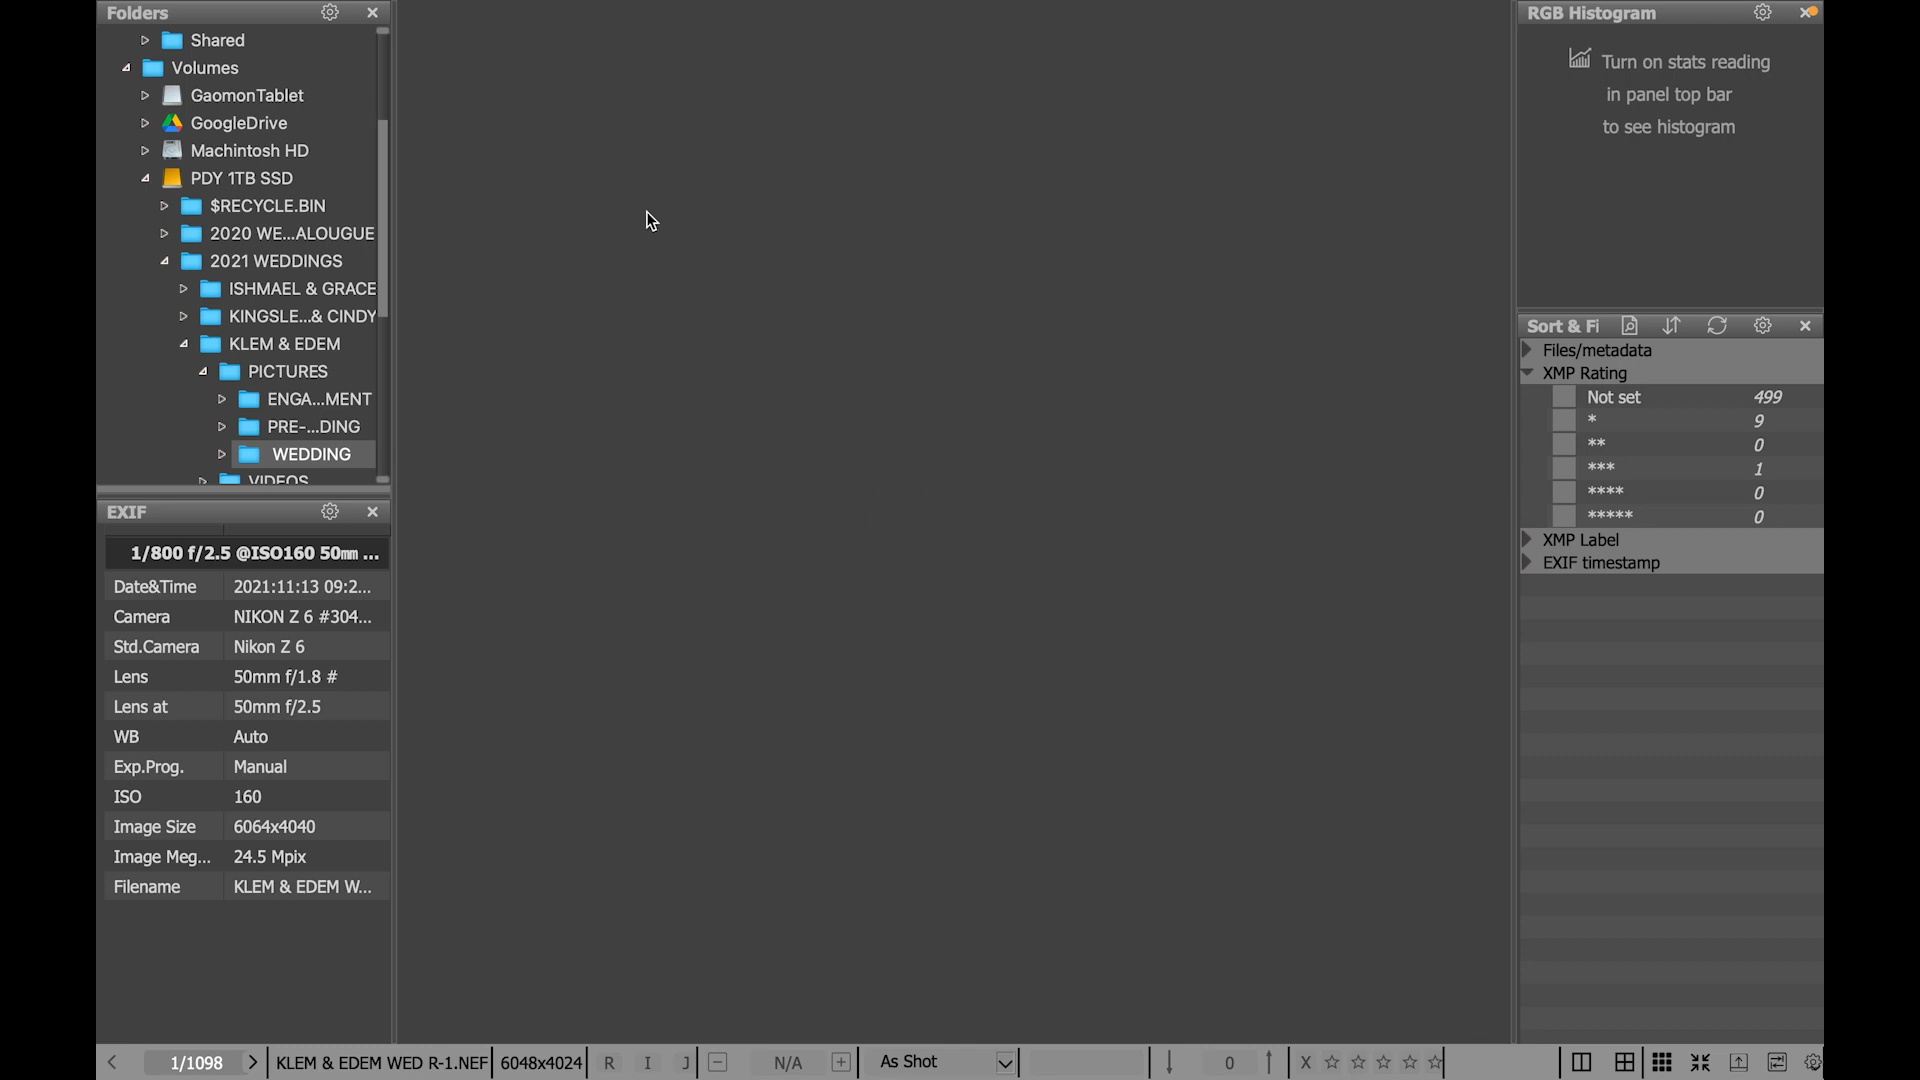 Folders
Shared
Volumes
GaomonTablet
GoogleDrive
Machintosh HD
PDY 1TB SSD
$RECYCLE.BIN
2020 WE...ALOUGUE
2021 WEDDINGS
ISHMAEL & GRACE
KINGSLE...& CINDY
KLEM & EDEM
PICTURES
ENGA...MENT
PRE-...DING
WEDDING
VIDEOS
EXIF
1/800 f/2.5 @ISO160 50mm ...
Date&Time 2021:11:13 09:2...
Camera NIKON Z 6 #304...
Std.Camera Nikon Z 6
Lens 50mm f/1.8 #
Lens at 50mm f/2.5
WB Auto
Exp.Prog. Manual
ISO 160
Image Size 6064x4040
Image Meg... 24.5 Mpix
Filename KLEM & EDEM W...
RGB Histogram
Turn on stats reading
in panel top bar
to see histogram
Sort & Fi
Files/metadata
XMP Rating
Not set 499
* 9
** 0
*** 1
**** 0
***** 0
XMP Label
EXIF timestamp
1/1098 KLEM & EDEM WED R-1.NEF 6048x4024 R I J N/A As Shot 0 X